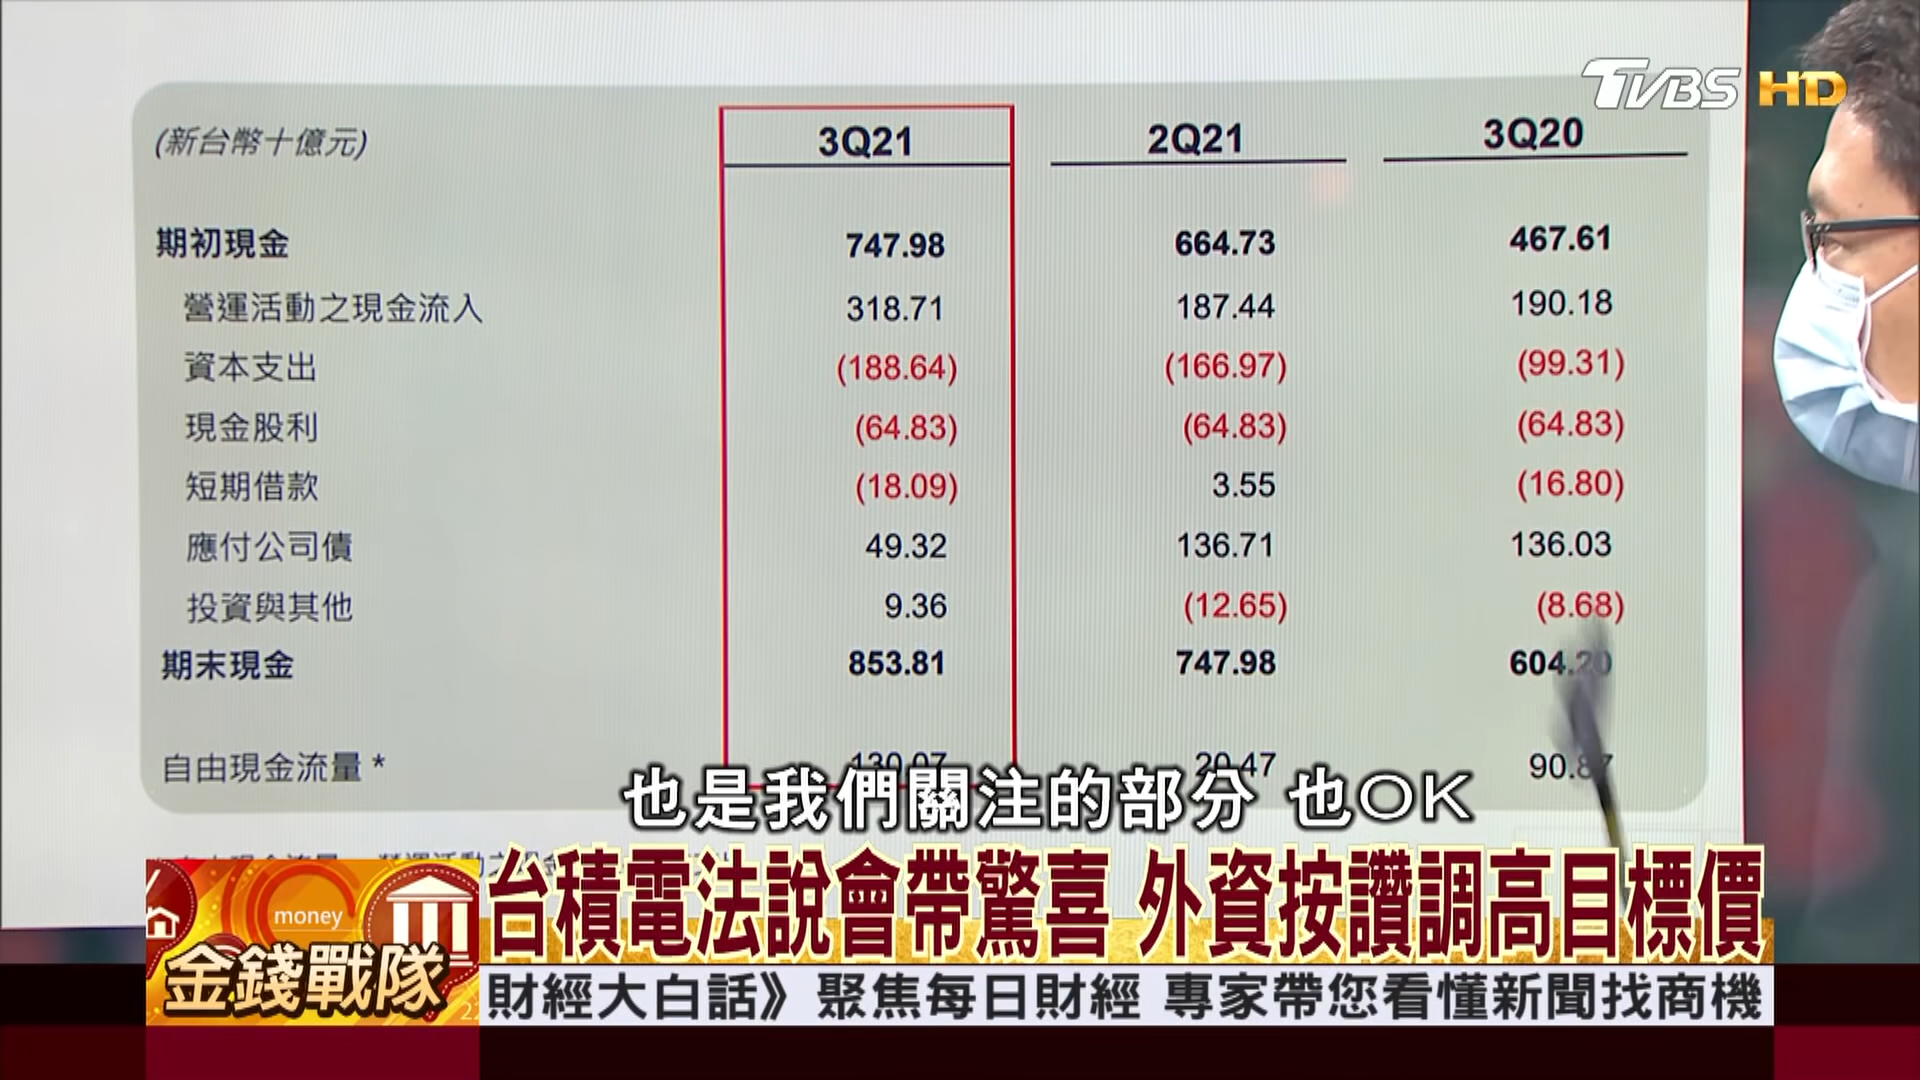 TVBS HD
(新台幣十億元) 3Q21 2Q21 3Q20
期初現金 747.98 664.73 467.61
營運活動之現金流入 318.71 187.44 190.18
資本支出 (188.64) (166.97) (99.31)
現金股利 (64.83) (64.83) (64.83)
短期借款 (18.09) 3.55 (16.80)
應付公司債 49.32 136.71 136.03
投資與其他 9.36 (12.65) (8.68)
期末現金 853.81 747.98 604.20
自由現金流量* 130.07 20.47 90.87
也是我們關注的部分 也OK
money
金錢戰隊
台積電法說會帶驚喜 外資按讚調高目標價
財經大白話》聚焦每日財經 專家帶您看懂新聞找商機